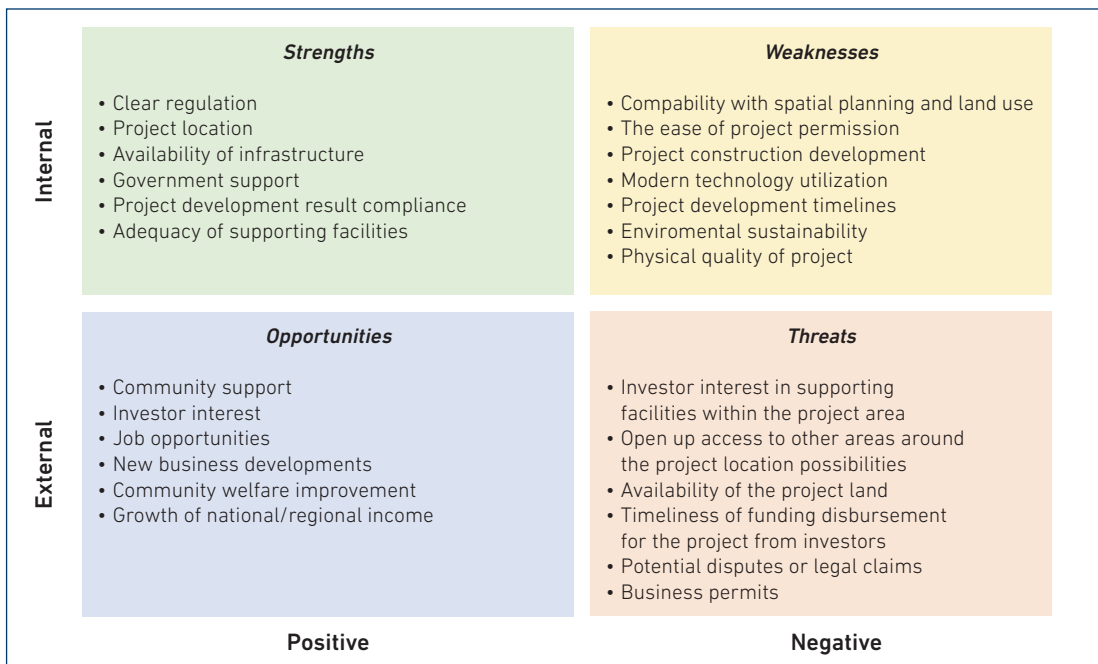 Internal
Strengths
• Clear regulation
• Project location
• Availability of infrastructure
• Government support
• Project development result compliance
• Adequacy of supporting facilities
Weaknesses
• Compability with spatial planning and land use
• The ease of project permission
• Project construction development
• Modern technology utilization
• Project development timelines
• Enviromental sustainability
• Physical quality of project
External
Opportunities
• Community support
• Investor interest
• Job opportunities
• New business developments
• Community welfare improvement
• Growth of national/regional income
Threats
• Investor interest in supporting
facilities within the project area
• Open up access to other areas around
the project location possibilities
• Availability of the project land
• Timeliness of funding disbursement
for the project from investors
• Potential disputes or legal claims
• Business permits
Positive
Negative